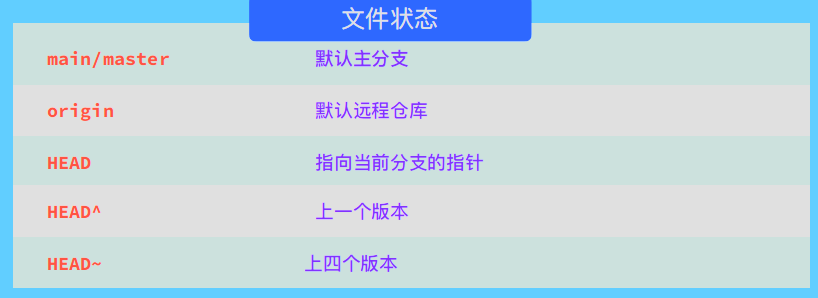 文件状态
main/master 默认主分支
origin 默认远程仓库
HEAD 指向当前分支的指针
HEAD^ 上一个版本
HEAD~ 上四个版本